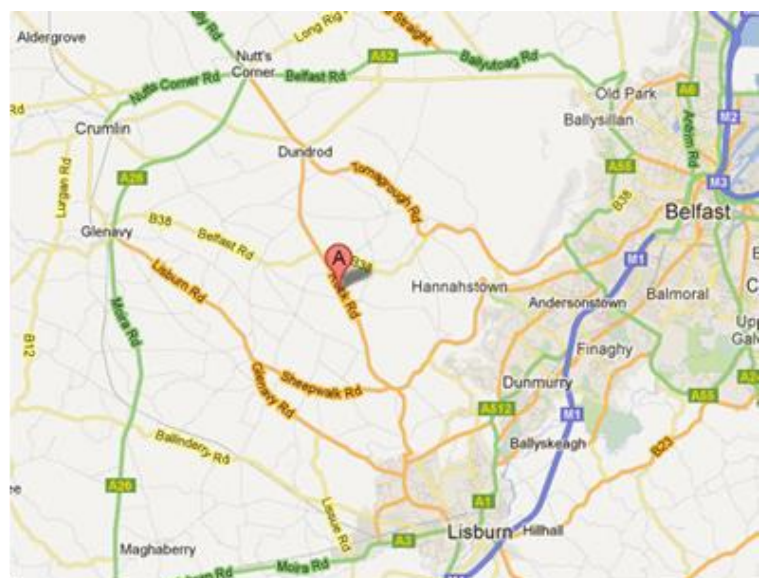 Long Rig Rd
Straight
Aldergrove
Nutt's
Corner
A52
Ballyutoag Rd
Nutts Corner Rd
Belfast Rd
Old Park
A6
Ballysillan
Antrim Rd
M2
Crumlin
Dundrod
A55
Tornagrough Rd
Lurgan Rd
A26
B38
M3
B38
Belfast
Glenavy
Belfast Rd
M1
A
B38
Lisburn Rd
Hannahstown
Andersonstown
Balmoral
Moira Rd
Rock Rd
B12
Finaghy
Sheepwalk Rd
Glenavy Rd
Dunmurry
A55
A512
M1
Ballinderry Rd
Ballyskeagh
B23
A26
Lissue Rd
A1
Lisburn
Hillhall
A3
Maghaberry
Moira Rd